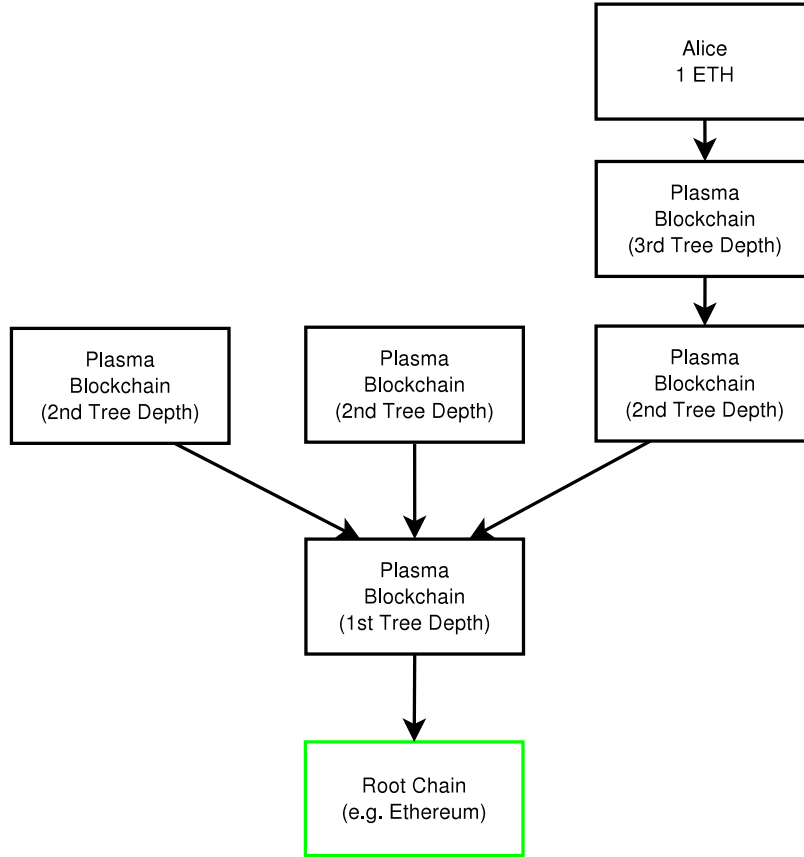 Alice
1 ETH
Plasma
Blockchain
(3rd Tree Depth)
Plasma
Blockchain
(2nd Tree Depth)
Plasma
Blockchain
(2nd Tree Depth)
Plasma
Blockchain
(2nd Tree Depth)
Plasma
Blockchain
(1st Tree Depth)
Root Chain
(e.g. Ethereum)